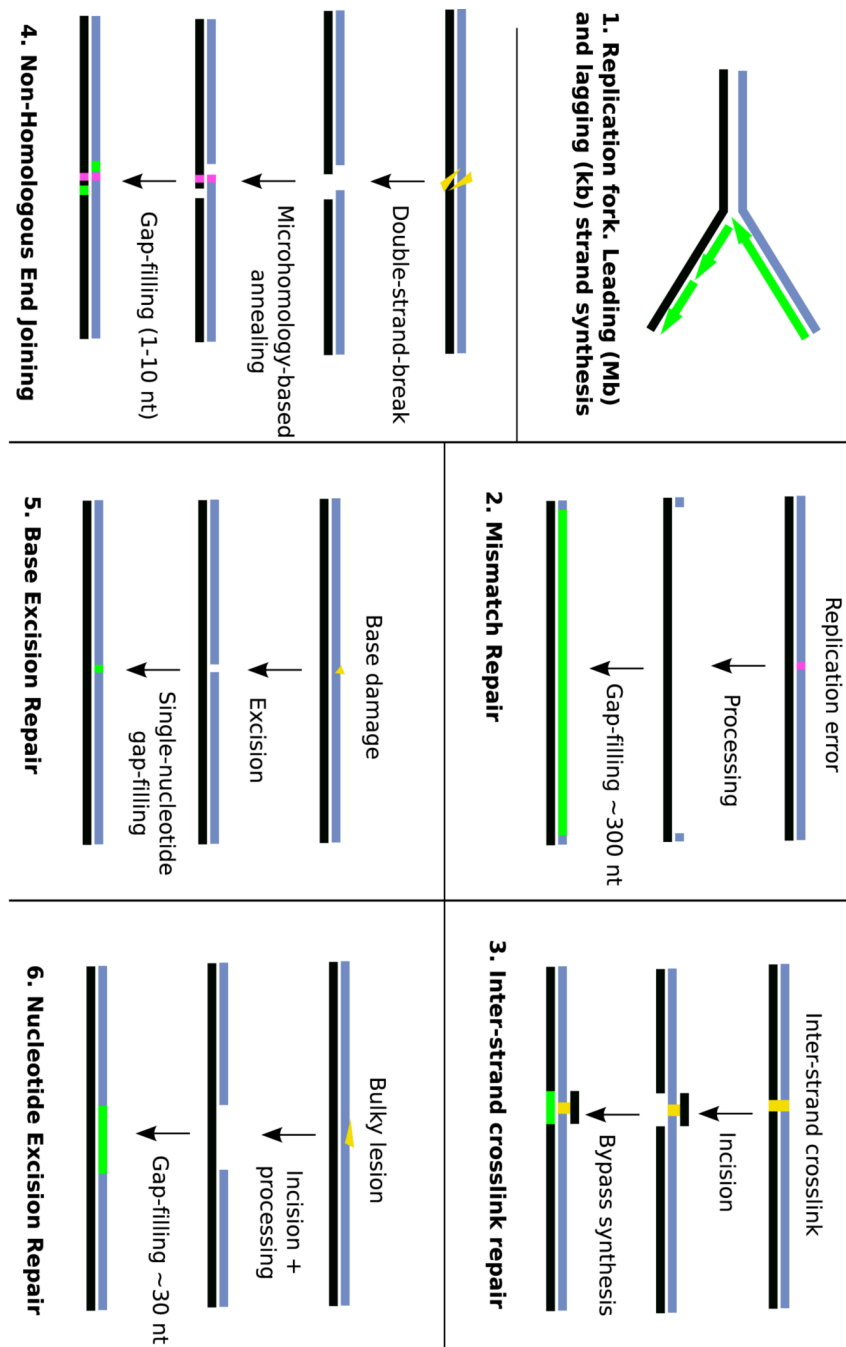 1. Replication fork. Leading (Mb)
and lagging (kb) strand synthesis
Replication error
Processing
Gap-filling ~300 nt
2. Mismatch Repair
Inter-strand crosslink
Incision
Bypass synthesis
3. Inter-strand crosslink repair
Double-strand-break
Microhomology-based
annealing
Gap-filling (1-10 nt)
4. Non-Homologous End Joining
Base damage
Excision
Single-nucleotide
gap-filling
5. Base Excision Repair
Bulky lesion
Incision +
processing
Gap-filling ~30 nt
6. Nucleotide Excision Repair